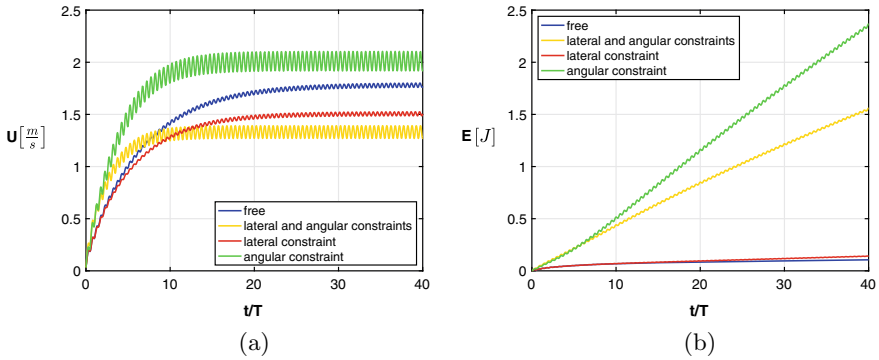 2.5
2
1.5
1
0.5
0
U[m/s]
0 10 20 30 40
t/T
free
lateral and angular constraints
lateral constraint
angular constraint
(a)
2.5
2
1.5
1
0.5
0
E[J]
0 10 20 30 40
t/T
free
lateral and angular constraints
lateral constraint
angular constraint
(b)